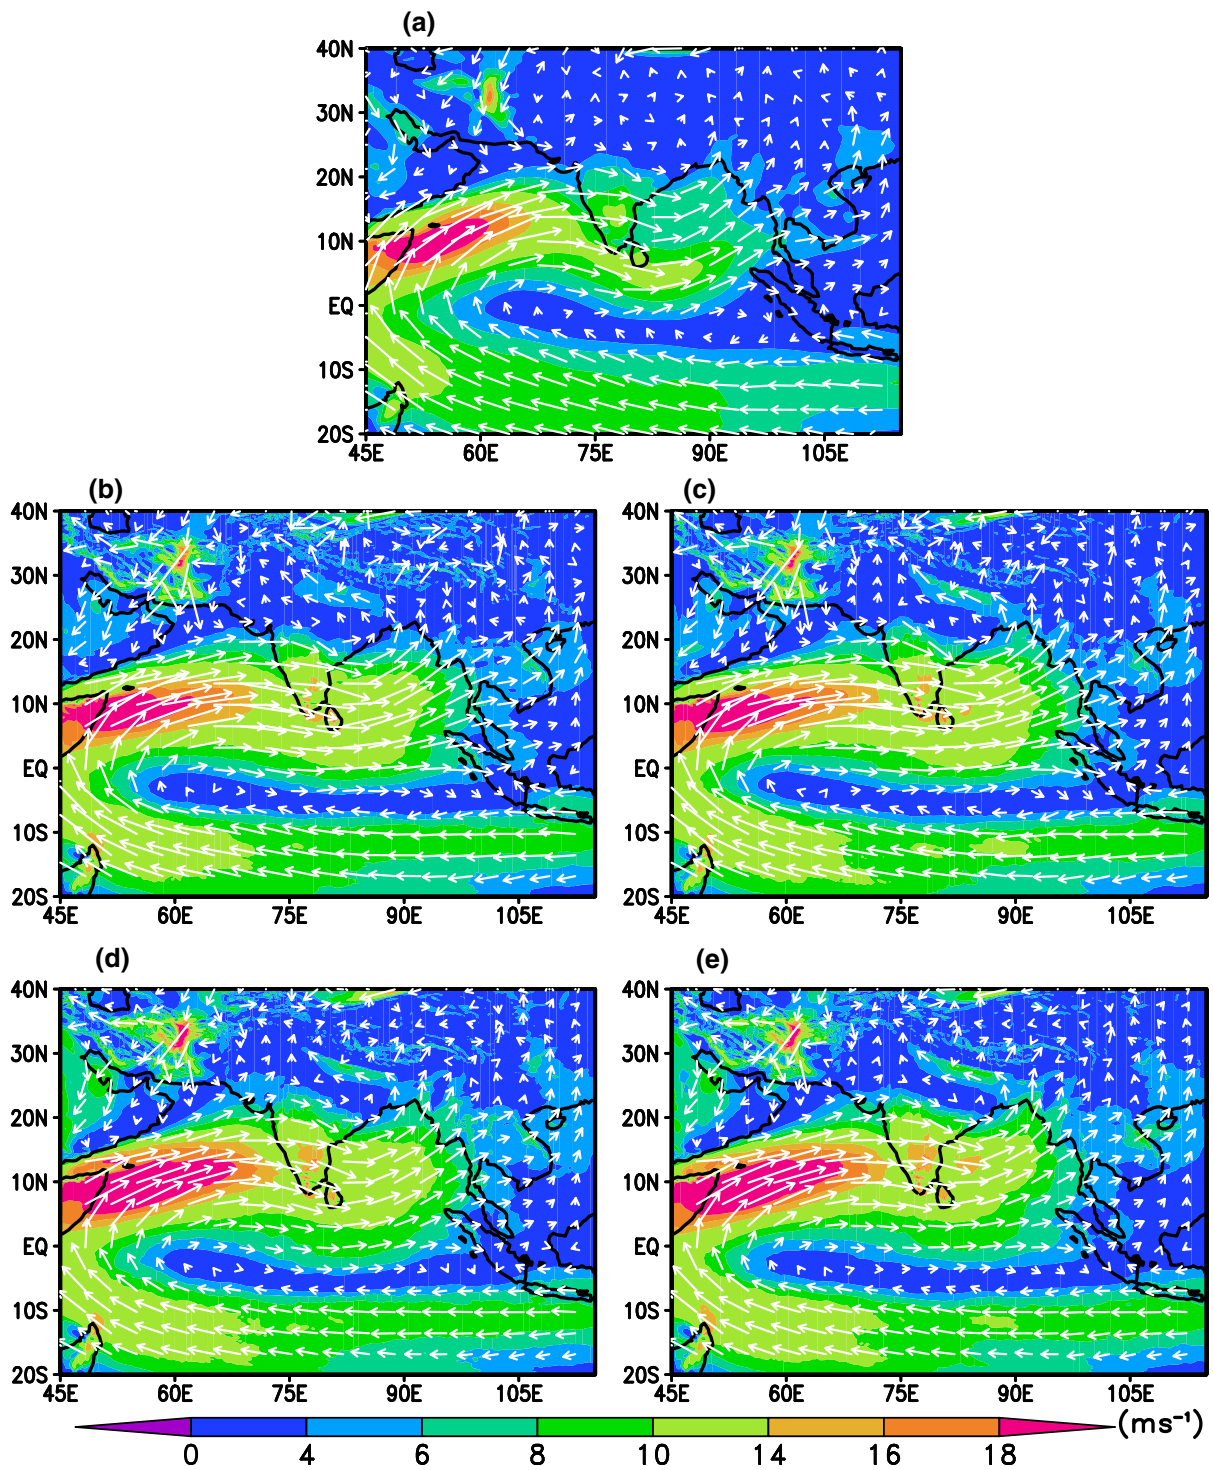 (a)
40N
30N
20N
10N
EQ
10S
20S
45E 60E 75E 90E 105E
(b) (c)
40N 40N
30N 30N
20N 20N
10N 10N
EQ EQ
10S 10S
20S 20S
45E 60E 75E 90E 105E 45E 60E 75E 90E 105E
(d) (e)
40N 40N
30N 30N
20N 20N
10N 10N
EQ EQ
10S 10S
20S 20S
45E 60E 75E 90E 105E 45E 60E 75E 90E 105E
(ms⁻¹)
0 4 6 8 10 14 16 18